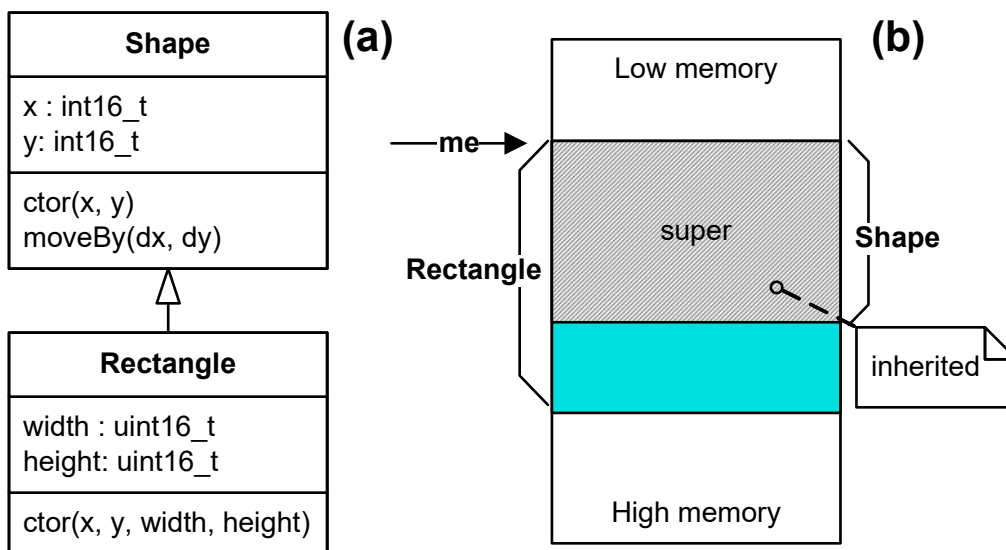 Shape
x : int16_t
y: int16_t
ctor(x, y)
moveBy(dx, dy)
Rectangle
width : uint16_t
height: uint16_t
ctor(x, y, width, height)
(a)
(b)
Low memory
me
super
Rectangle
Shape
inherited
High memory